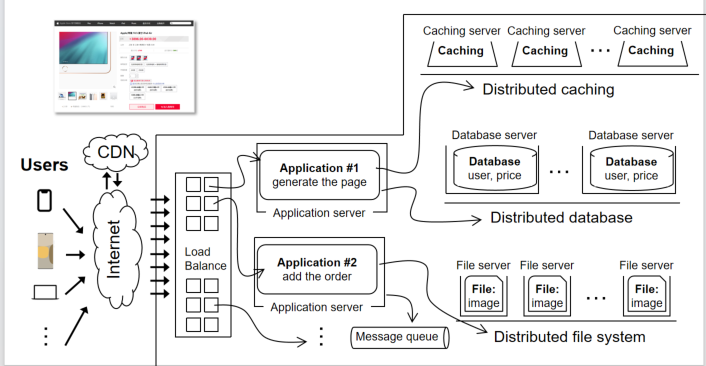 Caching server Caching server Caching server
Caching Caching ... Caching
Distributed caching
CDN
Users
Internet
Load
Balance
Application #1
generate the page
Application server
Database server Database server
Database ... Database
user, price user, price
Distributed database
Application #2
add the order
Application server
File server File server File server
File: File: ... File:
image image image
Distributed file system
Message queue